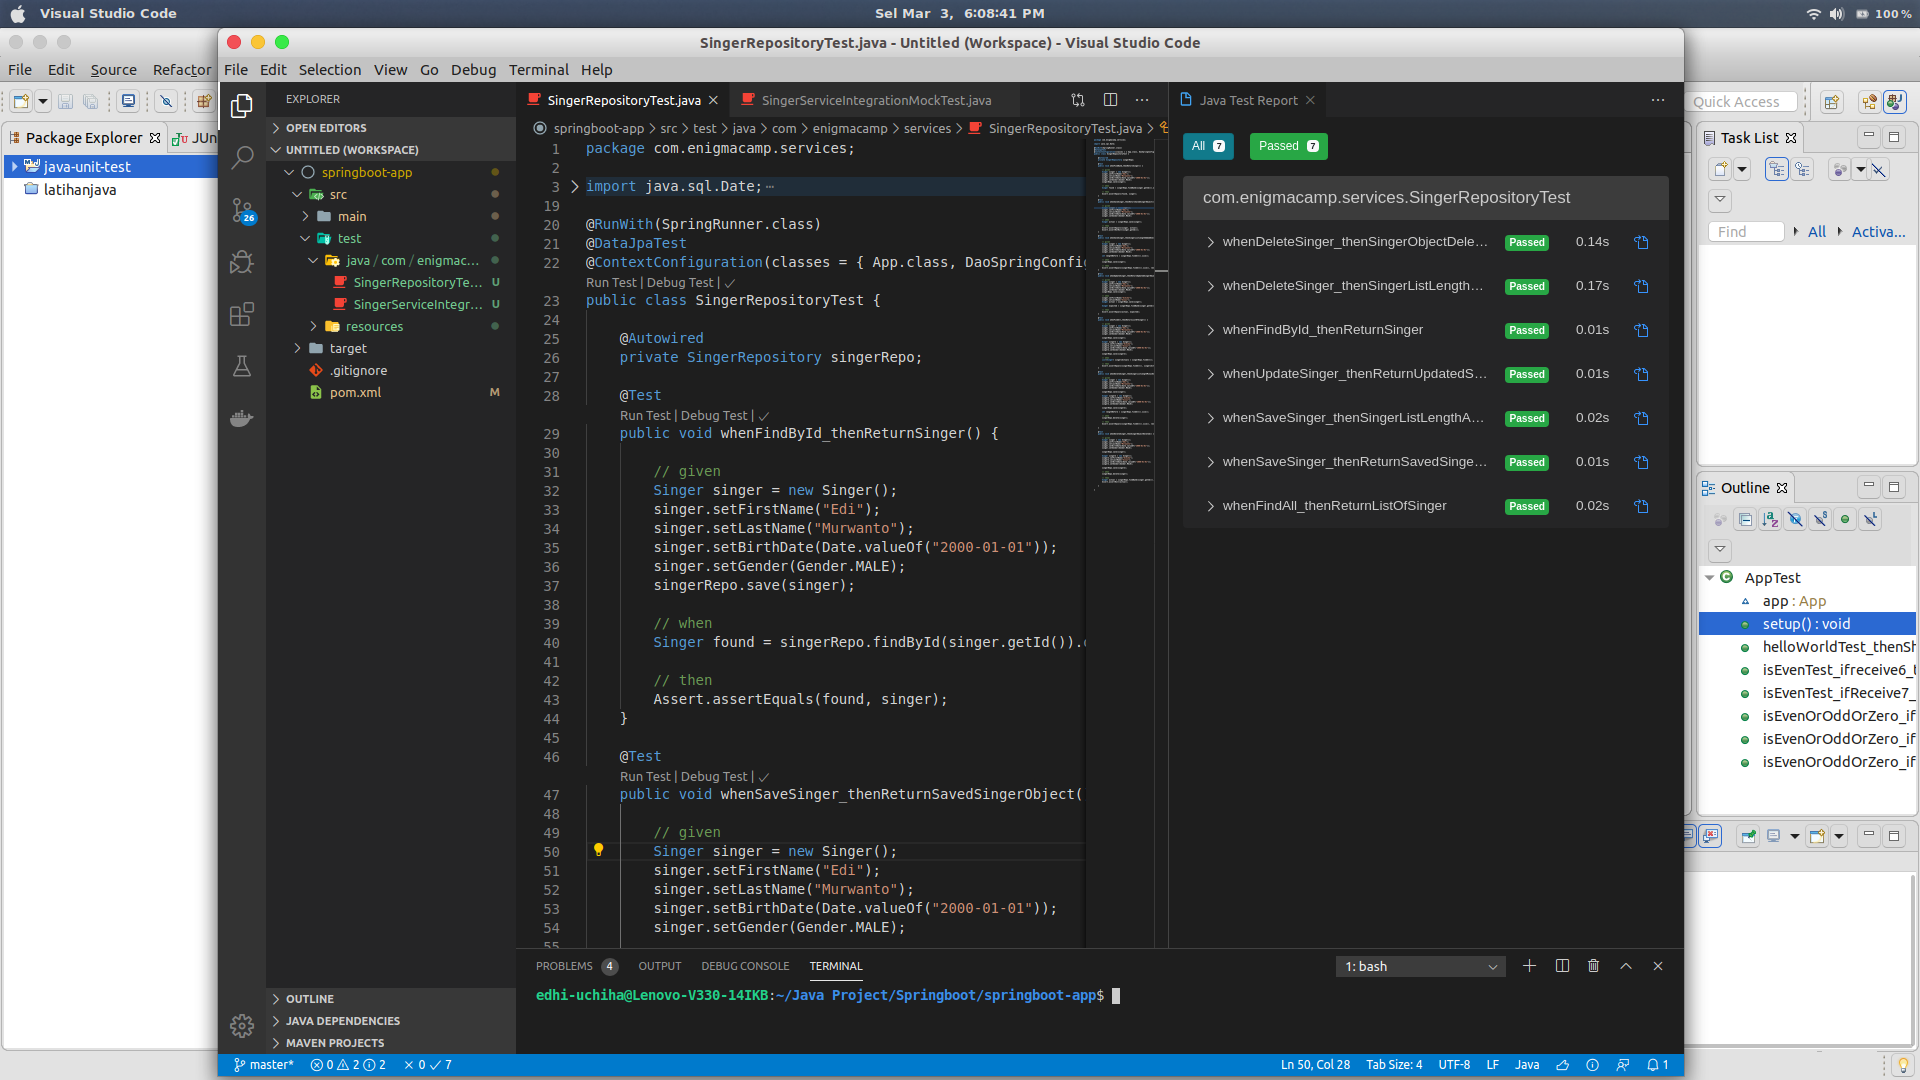 Visual Studio Code
Sel Mar 3, 6:08:41 PM
100%
SingerRepositoryTest.java - Untitled (Workspace) - Visual Studio Code
File Edit Source Refactor
File Edit Selection View Go Debug Terminal Help
Quick Access
Package Explorer
JUn
java-unit-test
latihanjava
EXPLORER
OPEN EDITORS
UNTITLED (WORKSPACE)
springboot-app
src
main
test
java / com / enigmac...
SingerRepositoryTe... U
SingerServiceIntegr... U
resources
target
.gitignore
pom.xml M
26
OUTLINE
JAVA DEPENDENCIES
MAVEN PROJECTS
SingerRepositoryTest.java
SingerServiceIntegrationMockTest.java
springboot-app > src > test > java > com > enigmacamp > services > SingerRepositoryTest.java >
1 package com.enigmacamp.services;
2
3 import java.sql.Date;
19
20 @RunWith(SpringRunner.class)
21 @DataJpaTest
22 @ContextConfiguration(classes = { App.class, DaoSpringConfi
Run Test | Debug Test | ✓
23 public class SingerRepositoryTest {
24
25 @Autowired
26 private SingerRepository singerRepo;
27
28 @Test
Run Test | Debug Test | ✓
29 public void whenFindById_thenReturnSinger() {
30
31 // given
32 Singer singer = new Singer();
33 singer.setFirstName("Edi");
34 singer.setLastName("Murwanto");
35 singer.setBirthDate(Date.valueOf("2000-01-01"));
36 singer.setGender(Gender.MALE);
37 singerRepo.save(singer);
38
39 // when
40 Singer found = singerRepo.findById(singer.getId()).
41
42 // then
43 Assert.assertEquals(found, singer);
44 }
45
46 @Test
Run Test | Debug Test | ✓
47 public void whenSaveSinger_thenReturnSavedSingerObject(
48
49 // given
50 Singer singer = new Singer();
51 singer.setFirstName("Edi");
52 singer.setLastName("Murwanto");
53 singer.setBirthDate(Date.valueOf("2000-01-01"));
54 singer.setGender(Gender.MALE);
55
Java Test Report
All 7
Passed 7
com.enigmacamp.services.SingerRepositoryTest
whenDeleteSinger_thenSingerObjectDele... Passed 0.14s
whenDeleteSinger_thenSingerListLength... Passed 0.17s
whenFindById_thenReturnSinger Passed 0.01s
whenUpdateSinger_thenReturnUpdatedS... Passed 0.01s
whenSaveSinger_thenSingerListLengthA... Passed 0.02s
whenSaveSinger_thenReturnSavedSinge... Passed 0.01s
whenFindAll_thenReturnListOfSinger Passed 0.02s
PROBLEMS 4 OUTPUT DEBUG CONSOLE TERMINAL
1: bash
edhi-uchiha@Lenovo-V330-14IKB:~/Java Project/Springboot/springboot-app$
master* 0 2 2 0 7
Ln 50, Col 28 Tab Size: 4 UTF-8 LF Java 1
Task List
Find
All
Activa...
Outline
AppTest
app : App
setup() : void
helloWorldTest_thenSh
isEvenTest_ifreceive6_t
isEvenTest_ifReceive7_
isEvenOrOddOrZero_if
isEvenOrOddOrZero_if
isEvenOrOddOrZero_if